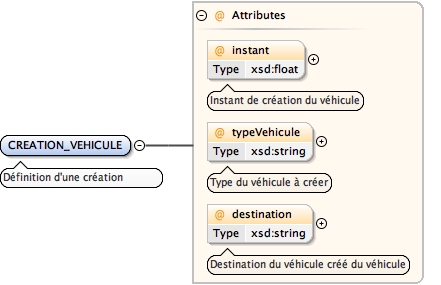 @ Attributes
@ instant
Type xsd:float
Instant de création du véhicule
CREATION_VEHICULE
Définition d'une création
@ typeVehicule
Type xsd:string
Type du véhicule à créer
@ destination
Type xsd:string
Destination du véhicule créé du véhicule